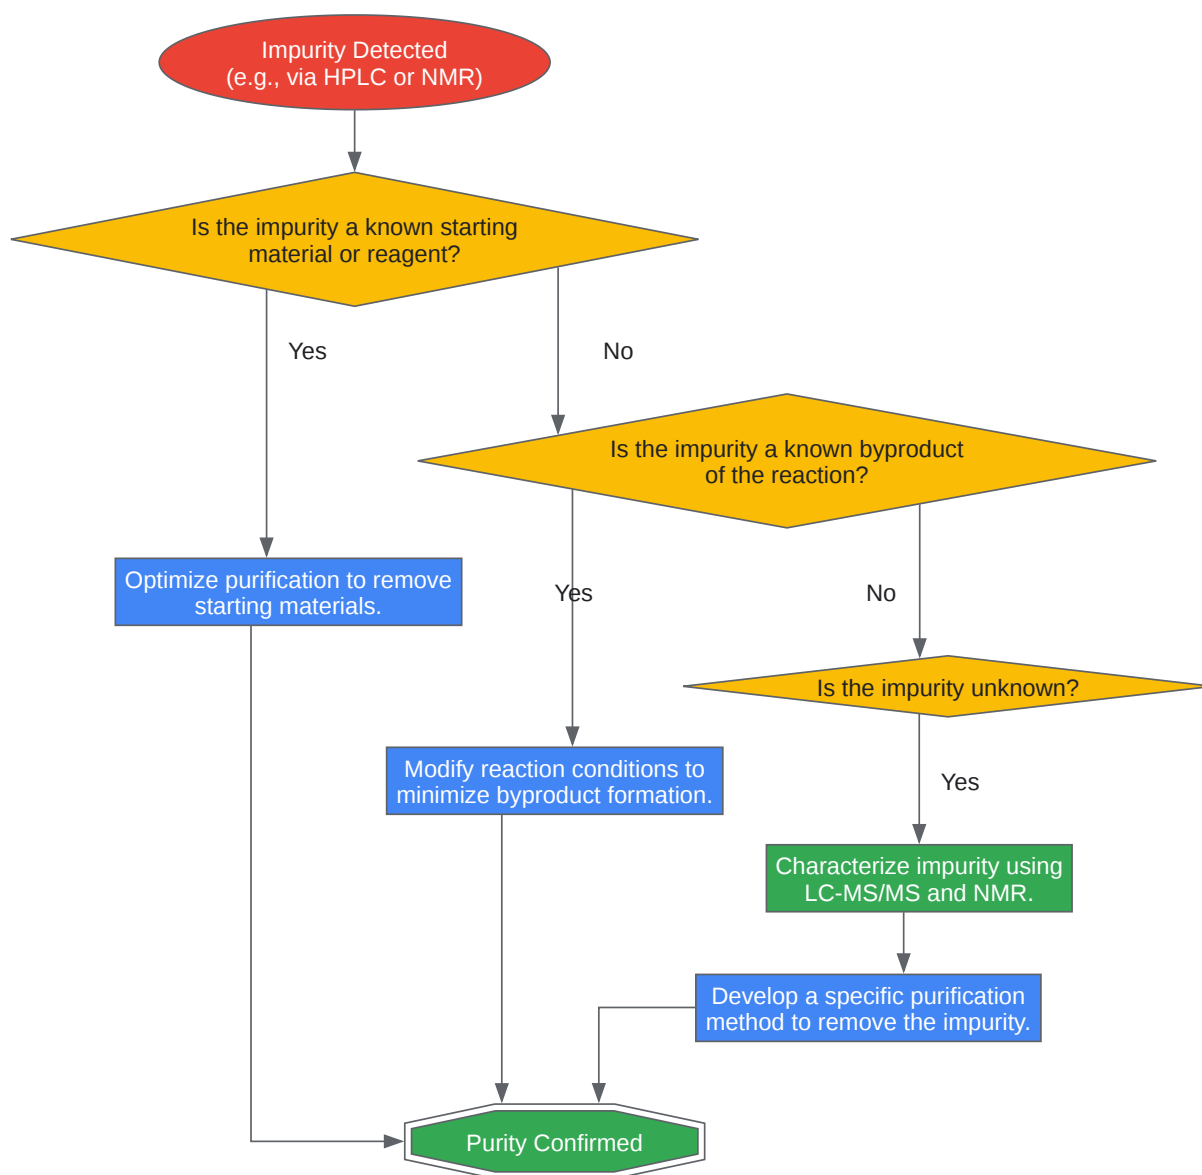 Impurity Detected
(e.g., via HPLC or NMR)
Is the impurity a known starting
material or reagent?
Yes
No
Is the impurity a known byproduct
of the reaction?
Optimize purification to remove
starting materials.
Yes
No
Is the impurity unknown?
Modify reaction conditions to
minimize byproduct formation.
Yes
Characterize impurity using
LC-MS/MS and NMR.
Develop a specific purification
method to remove the impurity.
Purity Confirmed